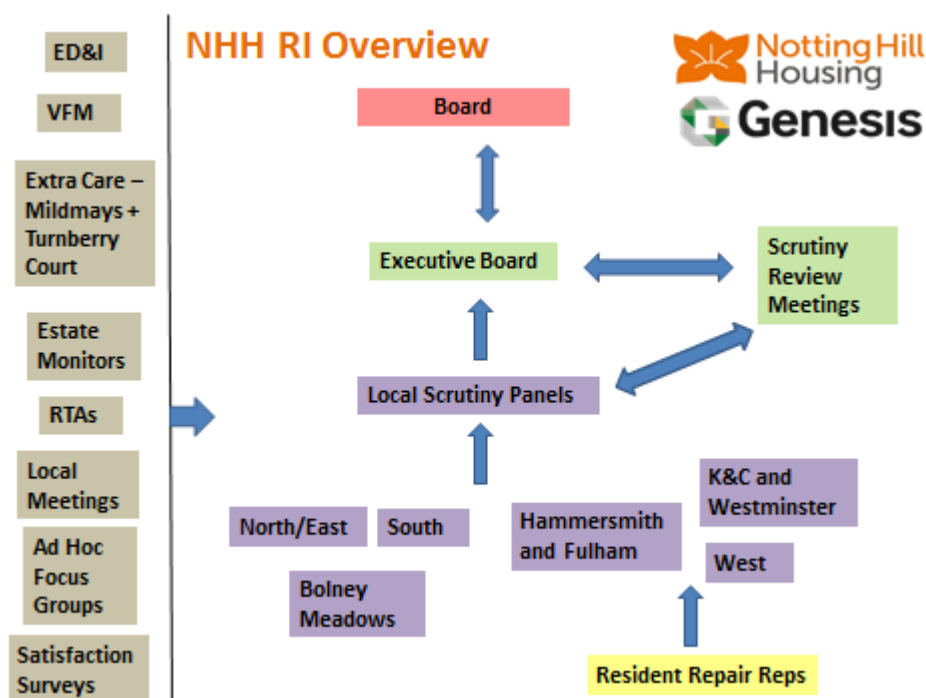 NHH RI Overview
Notting Hill
Housing
Genesis
ED&I
VFM
Extra Care –
Mildmays +
Turnberry
Court
Estate
Monitors
RTAs
Local
Meetings
Ad Hoc
Focus
Groups
Satisfaction
Surveys
Board
Executive Board
Scrutiny
Review
Meetings
Local Scrutiny Panels
North/East
South
Bolney
Meadows
Hammersmith
and Fulham
K&C and
Westminster
West
Resident Repair Reps